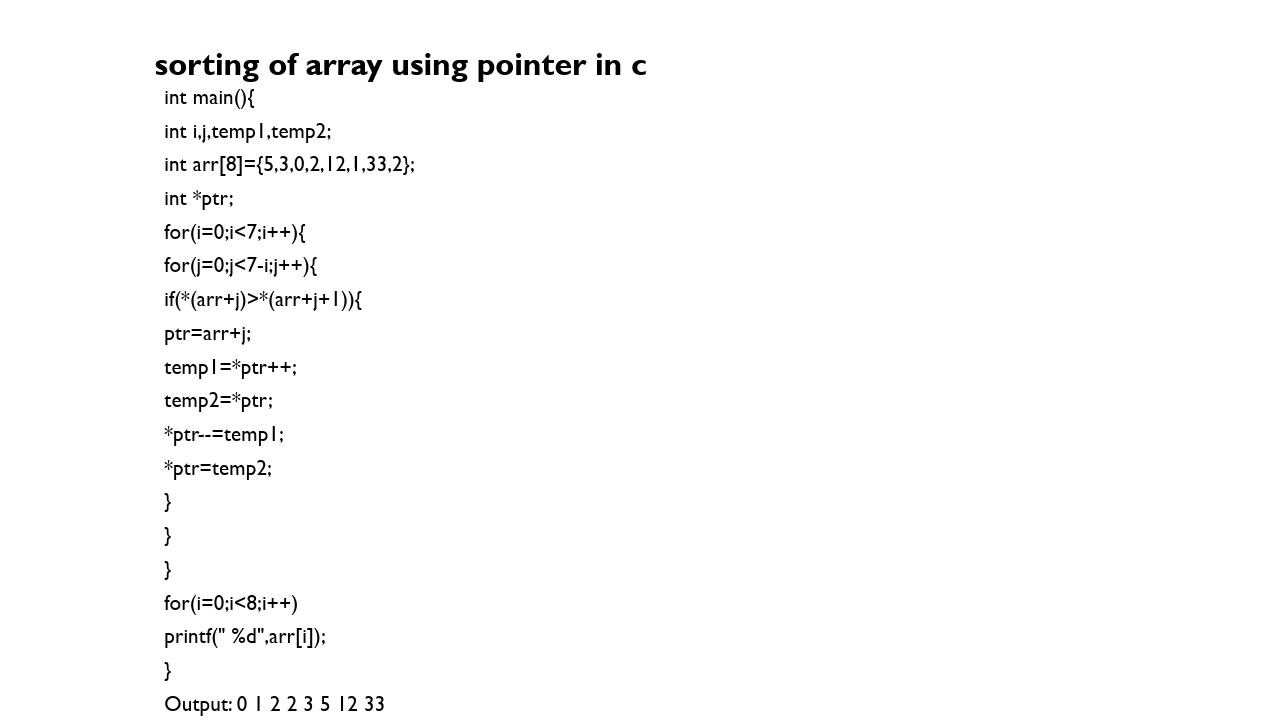 sorting of array using pointer in c
int main(){
int i,j,temp1,temp2;
int arr[8]={5,3,0,2,12,1,33,2};
int *ptr;
for(i=0;i<7;i++){
for(j=0;j<7-i;j++){
if(*(arr+j)>*(arr+j+1)){
ptr=arr+j;
temp1=*ptr++;
temp2=*ptr;
*ptr--=temp1;
*ptr=temp2;
}
}
}
for(i=0;i<8;i++)
printf(" %d",arr[i]);
}
Output: 0 1 2 2 3 5 12 33